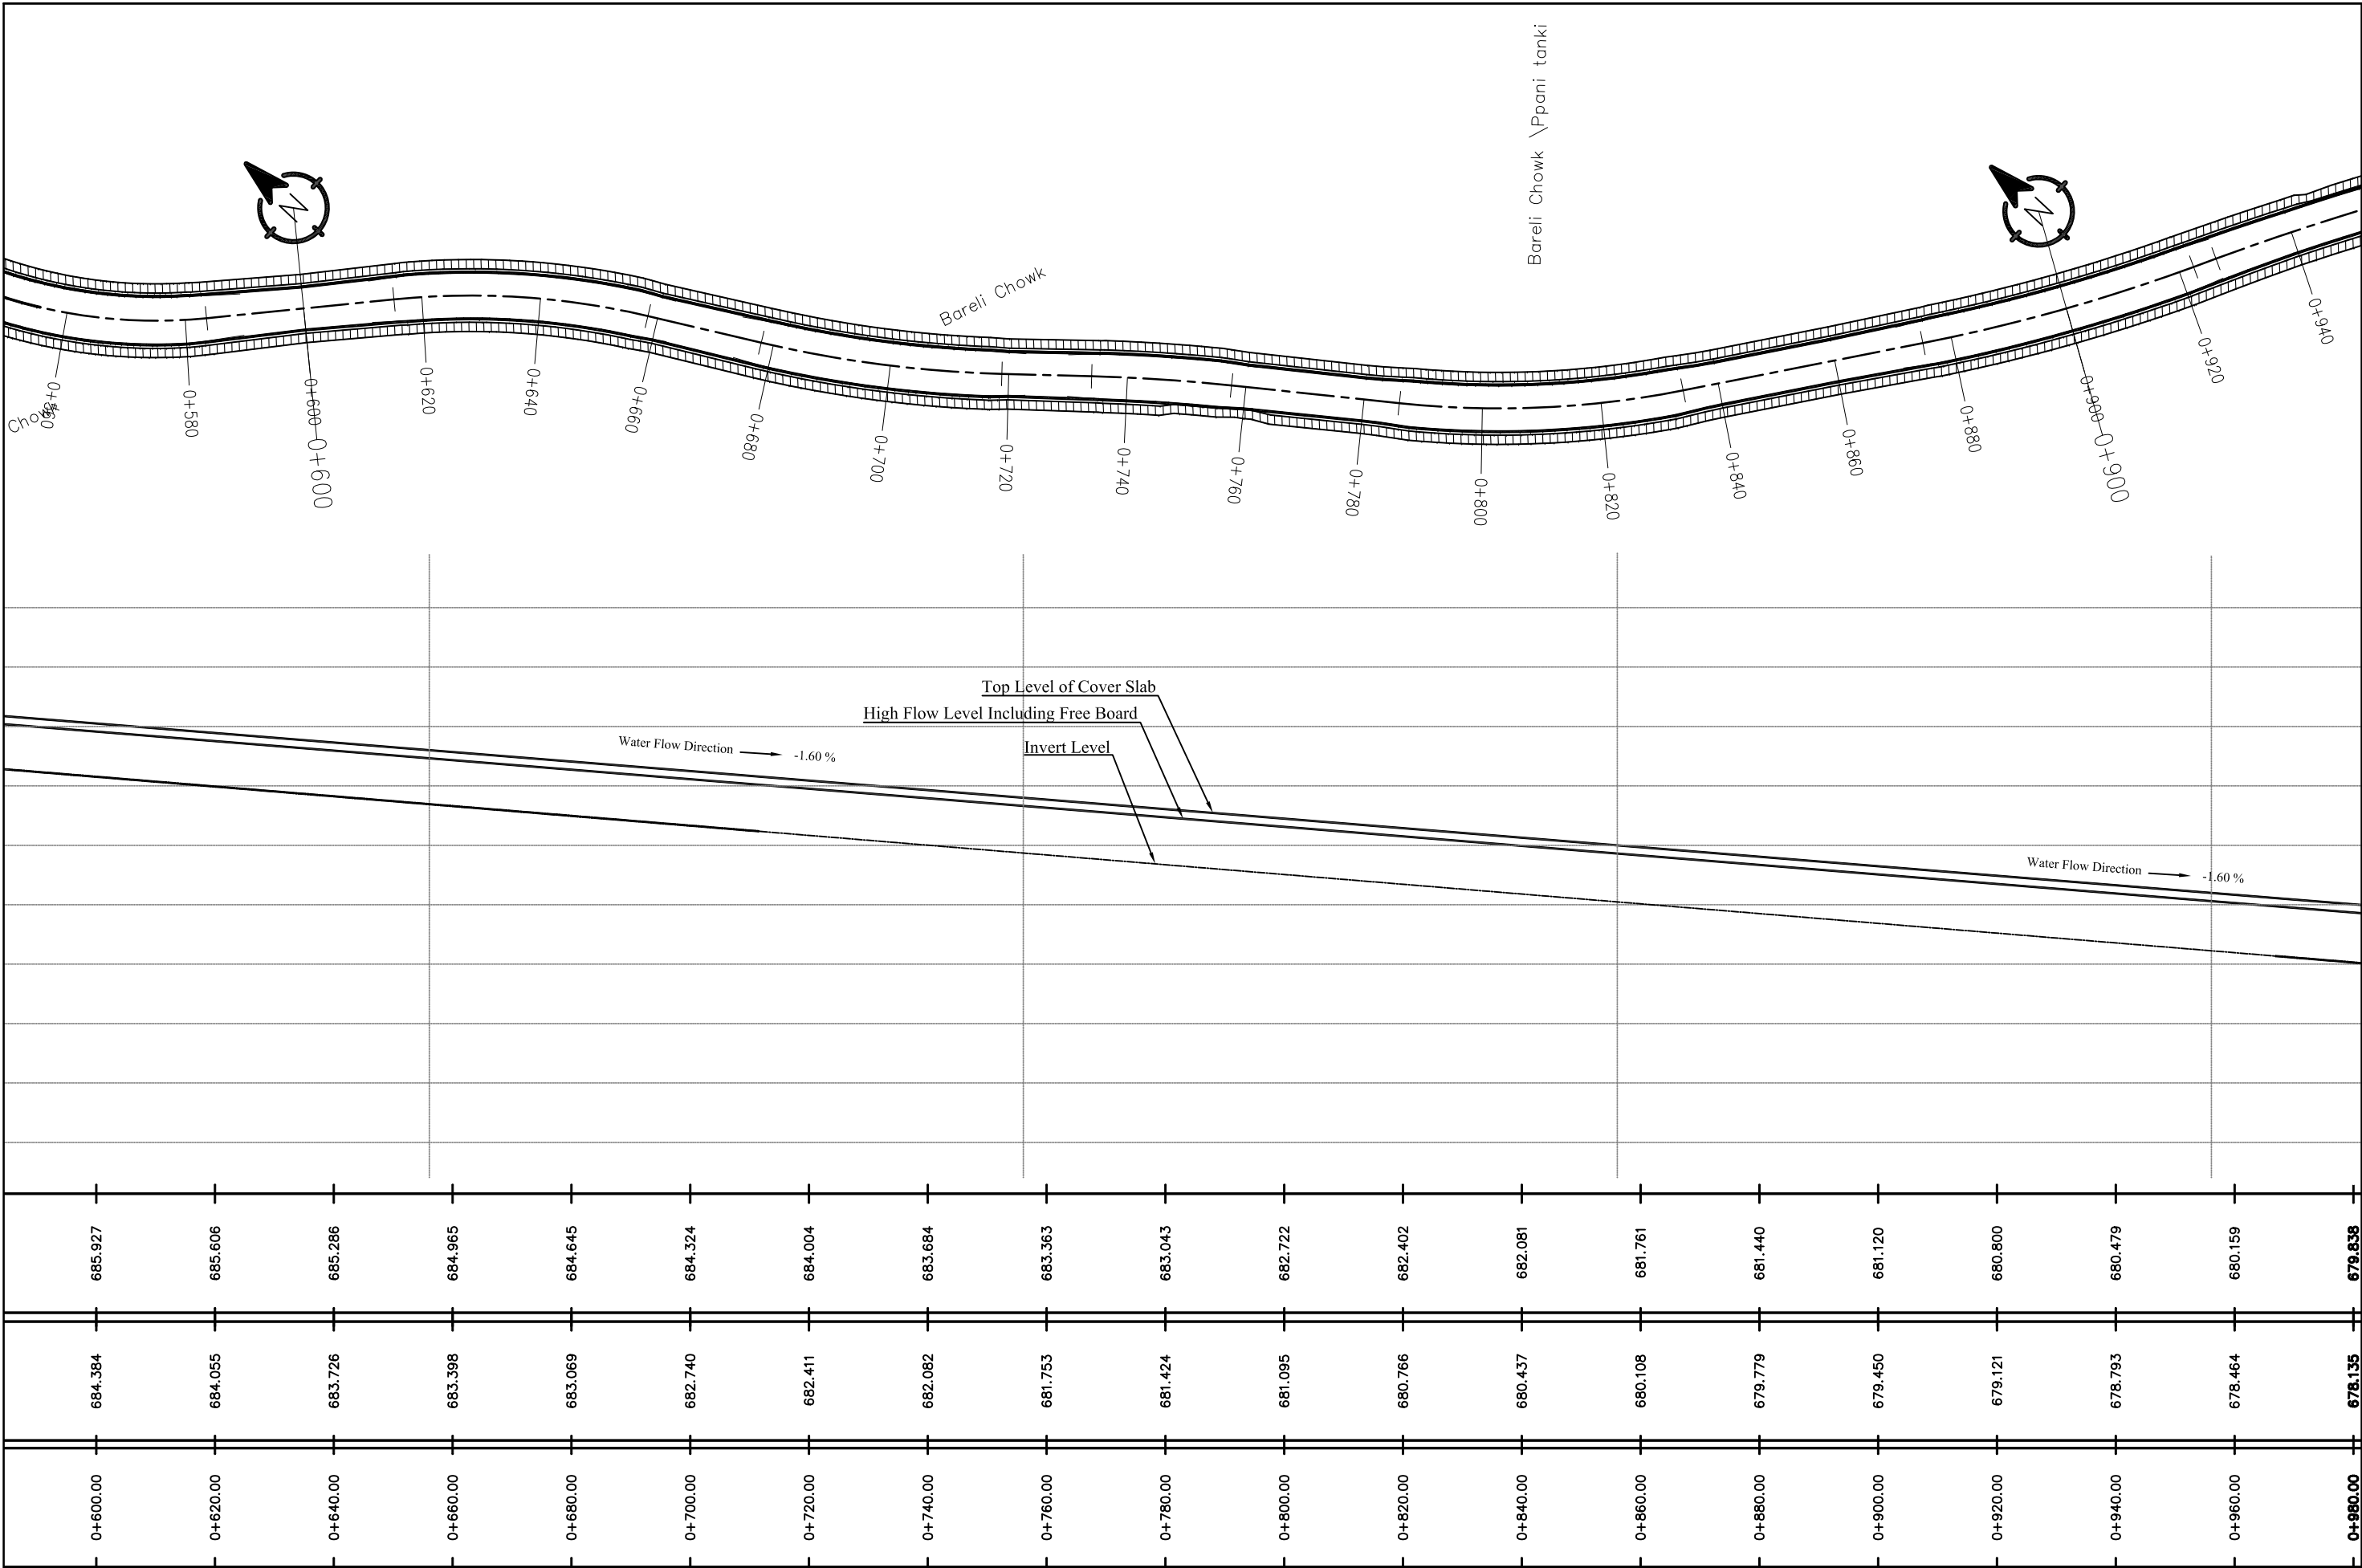 Bareli Chowk \Ppani tanki
N
N
Bareli Chowk
Chowk
0+560
0+580
0+600
0+600
0+620
0+640
0+660
0+680
0+700
0+720
0+740
0+760
0+780
0+800
0+820
0+840
0+860
0+880
0+900
0+900
0+920
0+940
Top Level of Cover Slab
High Flow Level Including Free Board
Invert Level
Water Flow Direction -1.60 %
Water Flow Direction -1.60 %
685.927 685.606 685.286 684.965 684.645 684.324 684.004 683.684 683.363 683.043 682.722 682.402 682.081 681.761 681.440 681.120 680.800 680.479 680.159 679.838
684.384 684.055 683.726 683.398 683.069 682.740 682.411 682.082 681.753 681.424 681.095 680.766 680.437 680.108 679.779 679.450 679.121 678.793 678.464 678.135
0+600.00 0+620.00 0+640.00 0+660.00 0+680.00 0+700.00 0+720.00 0+740.00 0+760.00 0+780.00 0+800.00 0+820.00 0+840.00 0+860.00 0+880.00 0+900.00 0+920.00 0+940.00 0+960.00 0+980.00